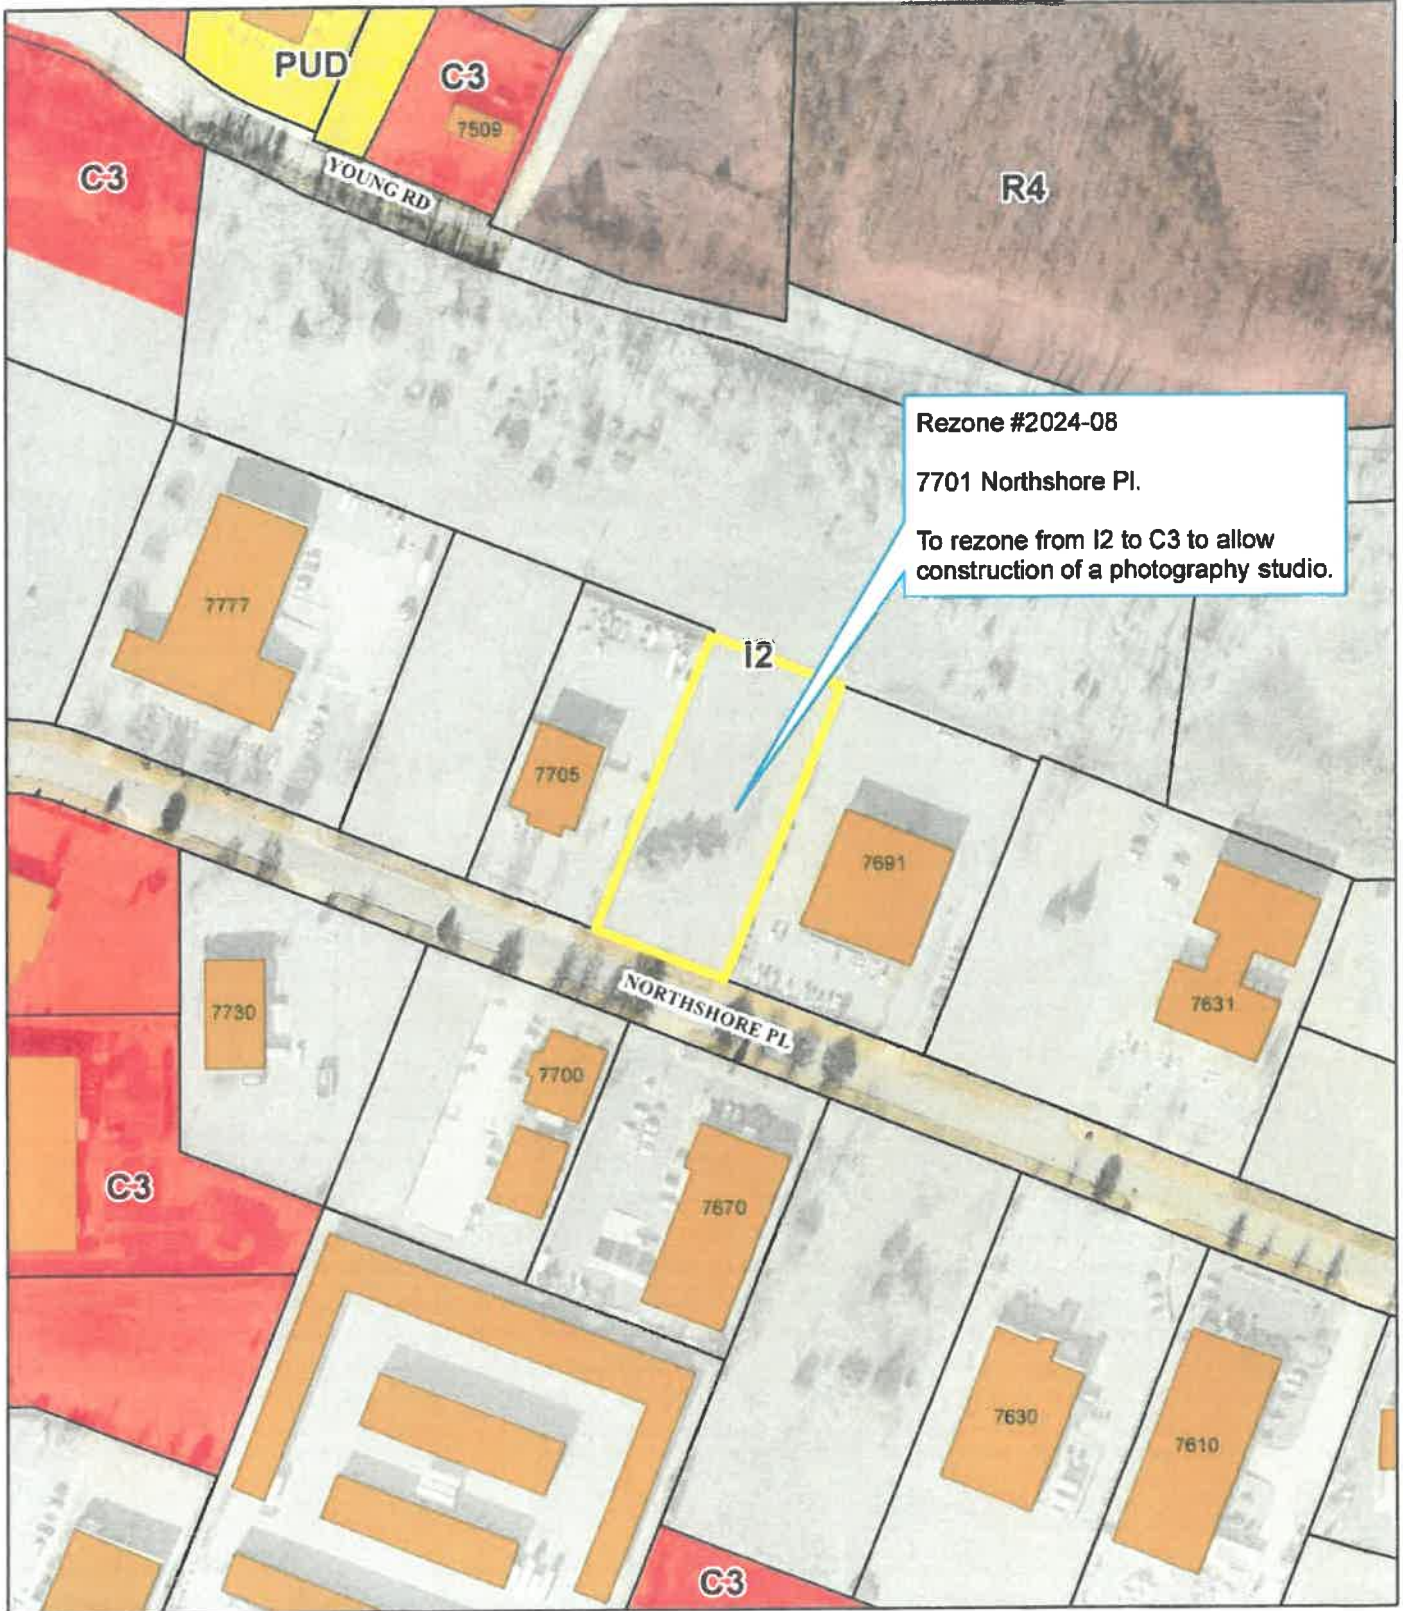 PUD
C3
7509
C3
YOUNG RD
R4
Rezone #2024-08
7701 Northshore Pl.
To rezone from I2 to C3 to allow
construction of a photography studio.
7777
I2
7705
7691
7631
NORTHSHORE PL
7730
7700
C3
7670
7630
7610
C3